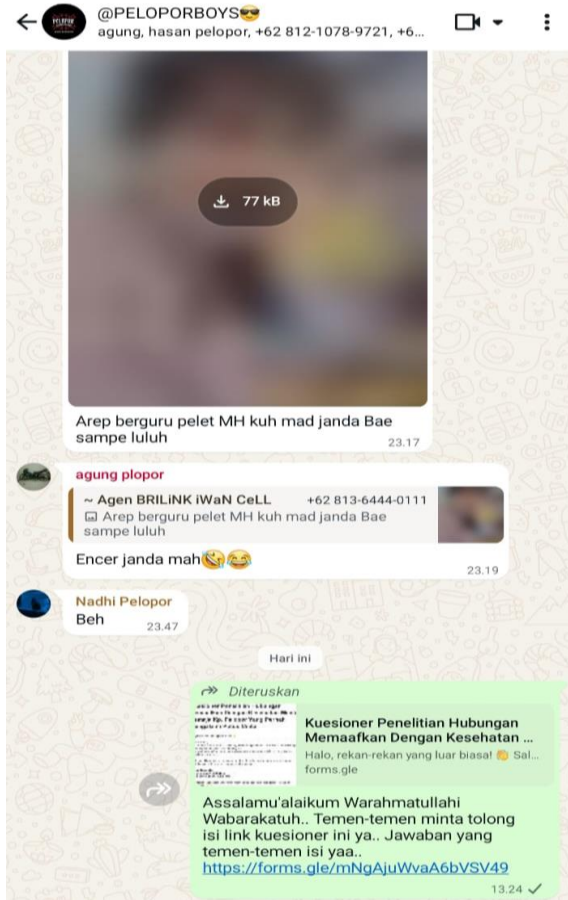 @PELOPORBOYS😎
agung, hasan pelopor, +62 812-1078-9721, +6...
77 kB
Arep berguru pelet MH kuh mad janda Bae
sampe luluh
23.17
agung plopor
~ Agen BRILiNK iWaN CeLL +62 813-6444-0111
Arep berguru pelet MH kuh mad janda Bae
sampe luluh
Encer janda mah🤣😂
23.19
Nadhi Pelopor
Beh
23.47
Hari ini
Diteruskan
Kuesioner Penelitian Hubungan
Memaafkan Dengan Kesehatan ...
Halo, rekan-rekan yang luar biasa! 👏 Sal...
forms.gle
Assalamu'alaikum Warahmatullahi
Wabarakatuh.. Temen-temen minta tolong
isi link kuesioner ini ya.. Jawaban yang
temen-temen isi yaa..
https://forms.gle/mNgAjuWvaA6bVSV49
13.24